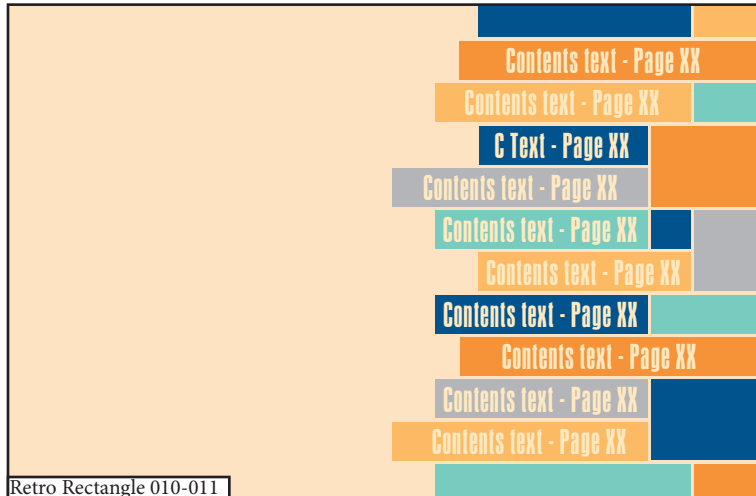 Contents text - Page XX
Contents text - Page XX
C Text - Page XX
Contents text - Page XX
Contents text - Page XX
Contents text - Page XX
Contents text - Page XX
Contents text - Page XX
Contents text - Page XX
Contents text - Page XX
Retro Rectangle 010-011